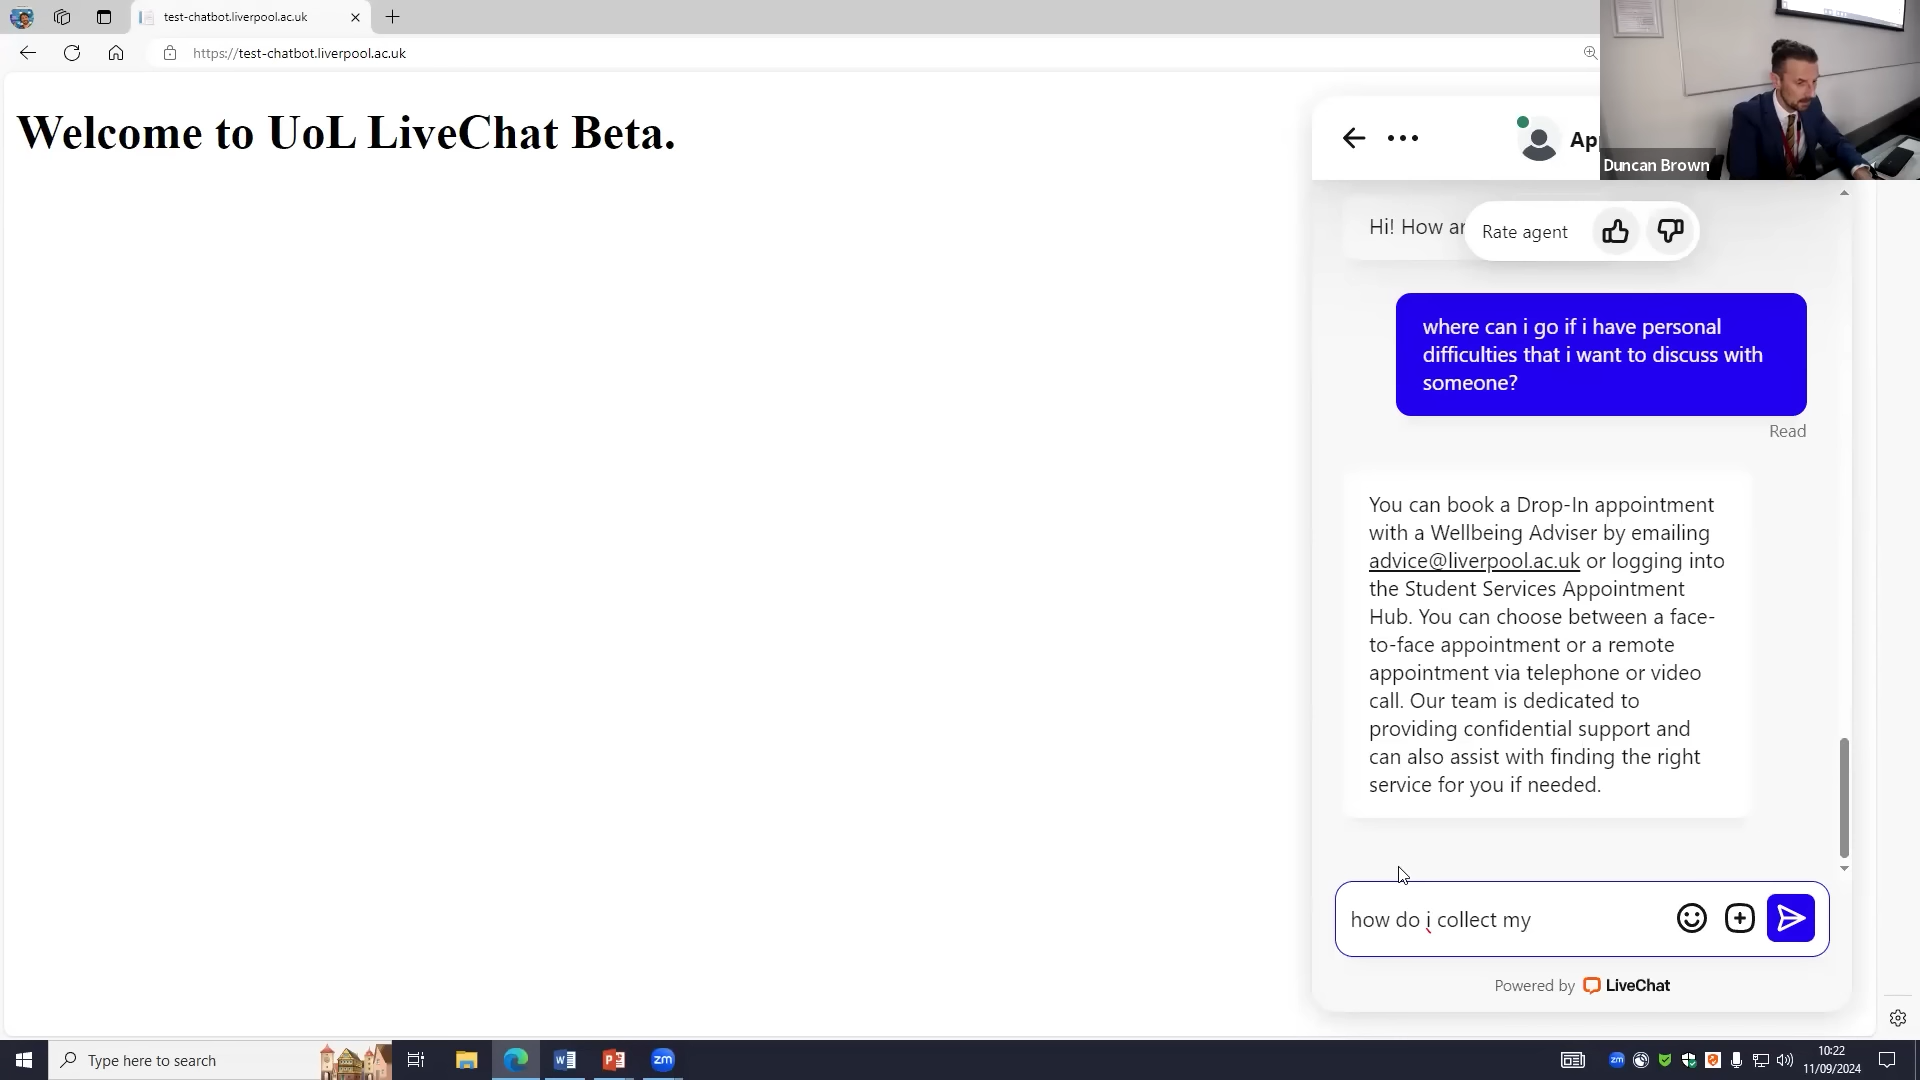 test-chatbot.liverpool.ac.uk
https://test-chatbot.liverpool.ac.uk
Welcome to UoL LiveChat Beta.
Duncan Brown
Rate agent
Hi! How
where can i go if i have personal
difficulties that i want to discuss with
someone?
Read
You can book a Drop-In appointment
with a Wellbeing Adviser by emailing
advice@liverpool.ac.uk or logging into
the Student Services Appointment
Hub. You can choose between a face-
to-face appointment or a remote
appointment via telephone or video
call. Our team is dedicated to
providing confidential support and
can also assist with finding the right
service for you if needed.
how do i collect my
Powered by LiveChat
Type here to search
zm
zm
10:22
11/09/2024